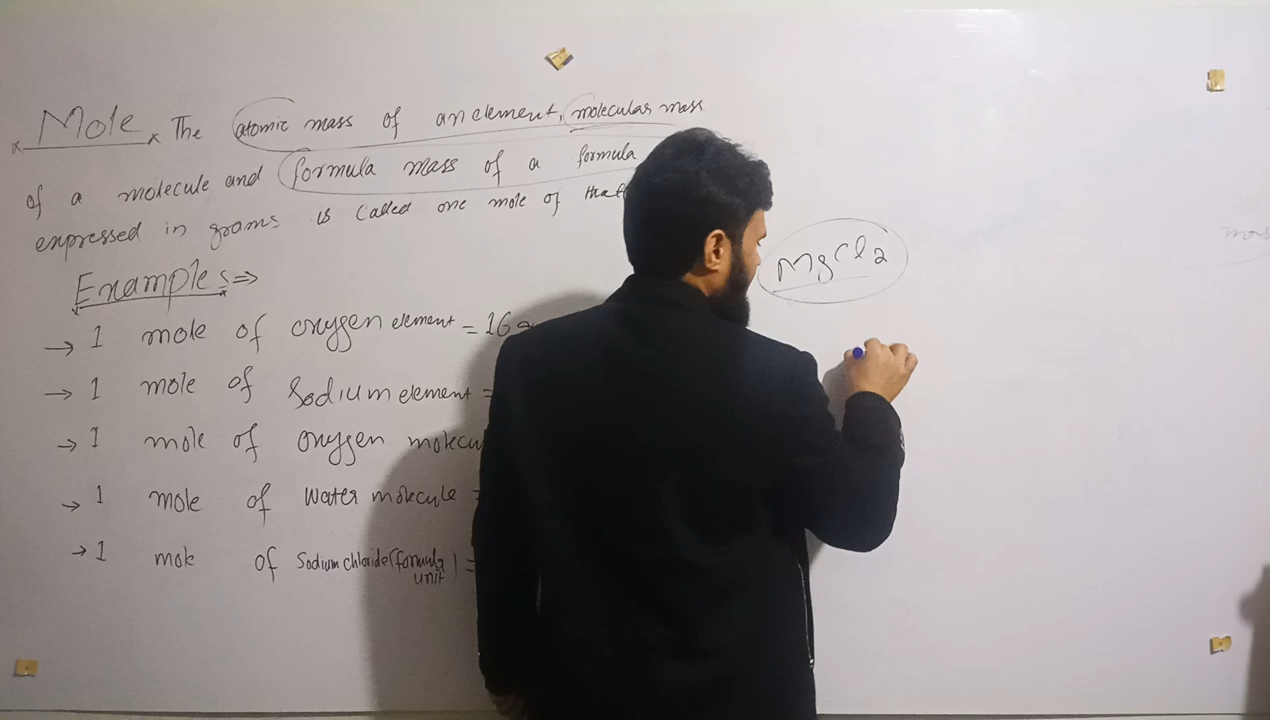 Mole The atomic mass of an element, molecular mass
of a molecule and formula mass of a formula
expressed in grams is called one mole of that
Examples ⇒
→ 1 mole of oxygen element = 16g
→ 1 mole of Sodium element =
→ 1 mole of oxygen molecu
→ 1 mole of water molecule =
→ 1 mole of Sodium chloride (formula unit) =
MgCl2